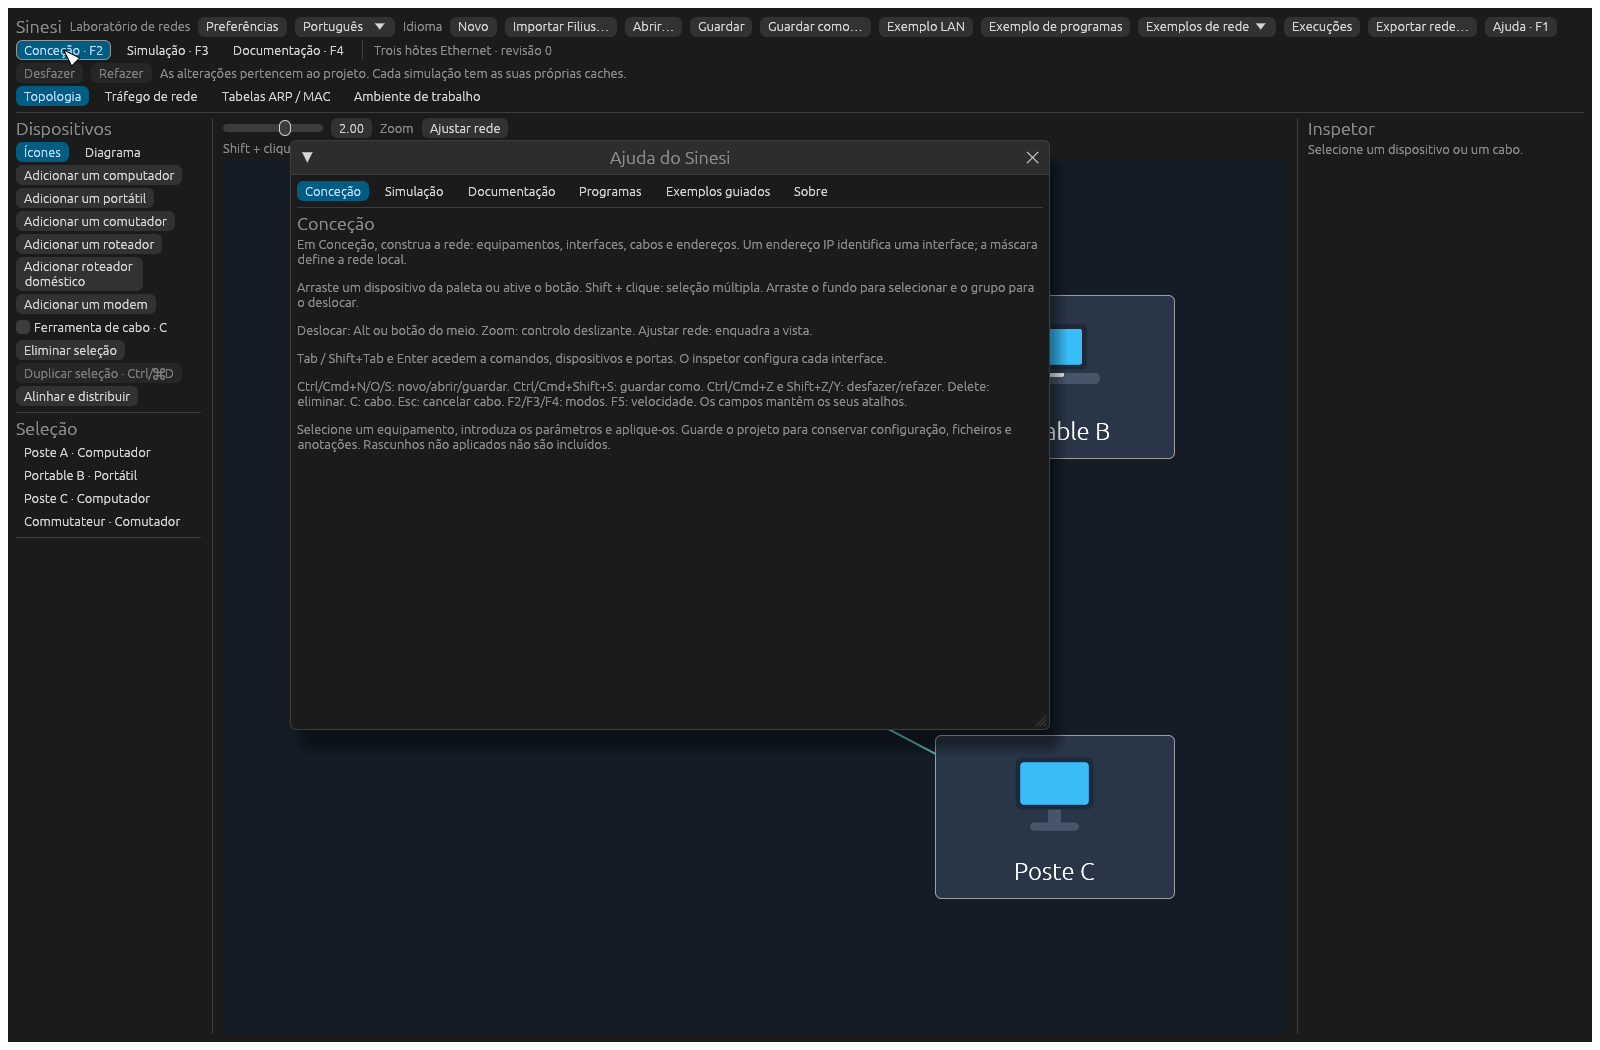 Sinesi Laboratório de redes Preferências Português Idioma Novo Importar Filius... Abrir... Guardar Guardar como... Exemplo LAN Exemplo de programas Exemplos de rede Execuções Exportar rede... Ajuda · F1
Conceção · F2 Simulação · F3 Documentação · F4 Trois hôtes Ethernet · revisão 0
Desfazer Refazer As alterações pertencem ao projeto. Cada simulação tem as suas próprias caches.
Topologia Tráfego de rede Tabelas ARP / MAC Ambiente de trabalho
Dispositivos
Ícones Diagrama
Adicionar um computador
Adicionar um portátil
Adicionar um comutador
Adicionar um roteador
Adicionar roteador
doméstico
Adicionar um modem
Ferramenta de cabo · C
Eliminar seleção
Duplicar seleção · Ctrl/⌘D
Alinhar e distribuir
Seleção
Poste A · Computador
Portable B · Portátil
Poste C · Computador
Commutateur · Comutador
2.00 Zoom Ajustar rede
Shift + cliqu
Ajuda do Sinesi
Conceção Simulação Documentação Programas Exemplos guiados Sobre
Conceção
Em Conceção, construa a rede: equipamentos, interfaces, cabos e endereços. Um endereço IP identifica uma interface; a máscara
define a rede local.
Arraste um dispositivo da paleta ou ative o botão. Shift + clique: seleção múltipla. Arraste o fundo para selecionar e o grupo para
o deslocar.
Deslocar: Alt ou botão do meio. Zoom: controlo deslizante. Ajustar rede: enquadra a vista.
Tab / Shift+Tab e Enter acedem a comandos, dispositivos e portas. O inspetor configura cada interface.
Ctrl/Cmd+N/O/S: novo/abrir/guardar. Ctrl/Cmd+Shift+S: guardar como. Ctrl/Cmd+Z e Shift+Z/Y: desfazer/refazer. Delete:
eliminar. C: cabo. Esc: cancelar cabo. F2/F3/F4: modos. F5: velocidade. Os campos mantêm os seus atalhos.
Selecione um equipamento, introduza os parâmetros e aplique-os. Guarde o projeto para conservar configuração, ficheiros e
anotações. Rascunhos não aplicados não são incluídos.
able B
Poste C
Inspetor
Selecione um dispositivo ou um cabo.